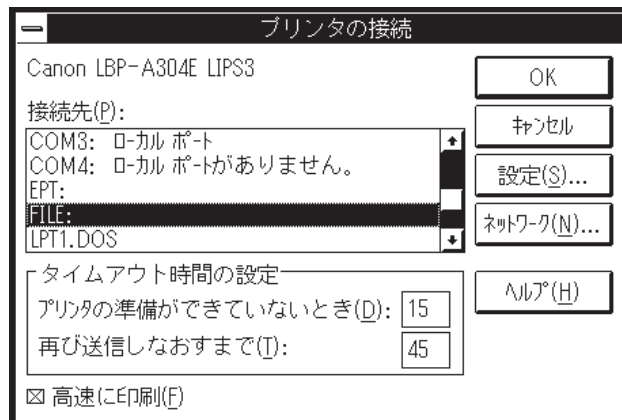 プリンタの接続
Canon LBP-A304E LIPS3
接続先(P):
COM3: ﾛｰｶﾙ ﾎﾟｰﾄ
COM4: ﾛｰｶﾙ ﾎﾟｰﾄがありません。
EPT:
FILE:
LPT1.DOS
タイムアウト時間の設定
ﾌﾟﾘﾝﾀの準備ができていないとき(D): 15
再び送信しなおすまで(T): 45
高速に印刷(F)
OK
ｷｬﾝｾﾙ
設定(S)...
ﾈｯﾄﾜｰｸ(N)...
ﾍﾙﾌﾟ(H)